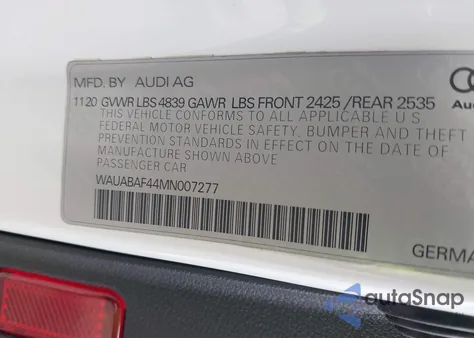 MFD. BY AUDI AG
1120 GVWR LBS 4839 GAWR LBS FRONT 2425 /REAR 2535
THIS VEHICLE CONFORMS TO ALL APPLICABLE U S
FEDERAL MOTOR VEHICLE SAFETY, BUMPER AND THEFT
PREVENTION STANDARDS IN EFFECT ON THE DATE OF
MANUFACTURE SHOWN ABOVE
PASSENGER CAR
WAUABAF44MN007277
GERMA
autoSnap